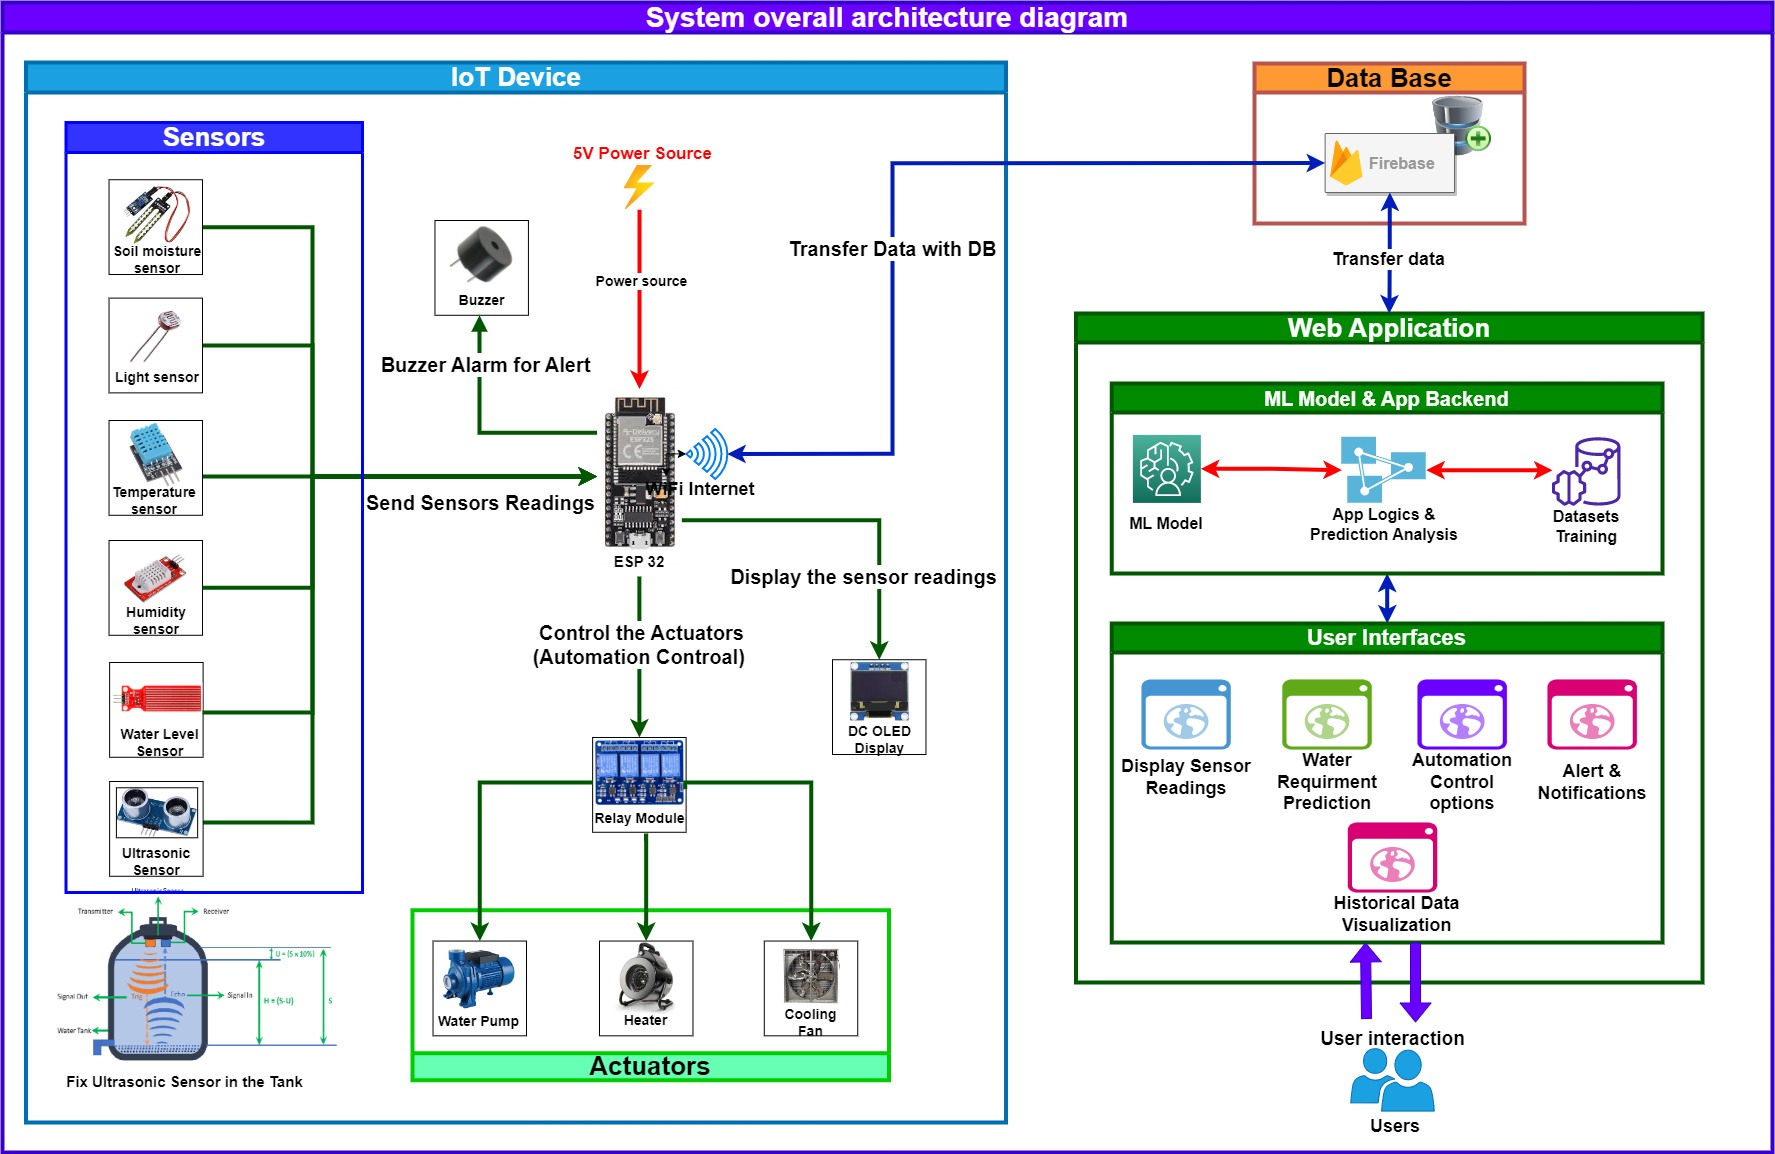 System overall architecture diagram
IoT Device
Sensors
Soil moisture
sensor
Light sensor
Temperature
sensor
Humidity
sensor
Water Level
Sensor
Ultrasonic
Sensor
Ultrasonic Sensor
Transmitter
Receiver
U = (S x 10%)
Signal Out
Trig
Echo
Signal In
H = (S-U)
S
Water Tank
Fix Ultrasonic Sensor in the Tank
5V Power Source
Power source
Buzzer
Buzzer Alarm for Alert
Send Sensors Readings
ESP 32
WiFi Internet
Transfer Data with DB
Display the sensor readings
DC OLED
Display
Control the Actuators
(Automation Controal)
Relay Module
Water Pump
Heater
Cooling
Fan
Actuators
Data Base
Firebase
Transfer data
Web Application
ML Model & App Backend
ML Model
App Logics &
Prediction Analysis
Datasets
Training
User Interfaces
Display Sensor
Readings
Water
Requirment
Prediction
Automation
Control
options
Alert &
Notifications
Historical Data
Visualization
User interaction
Users